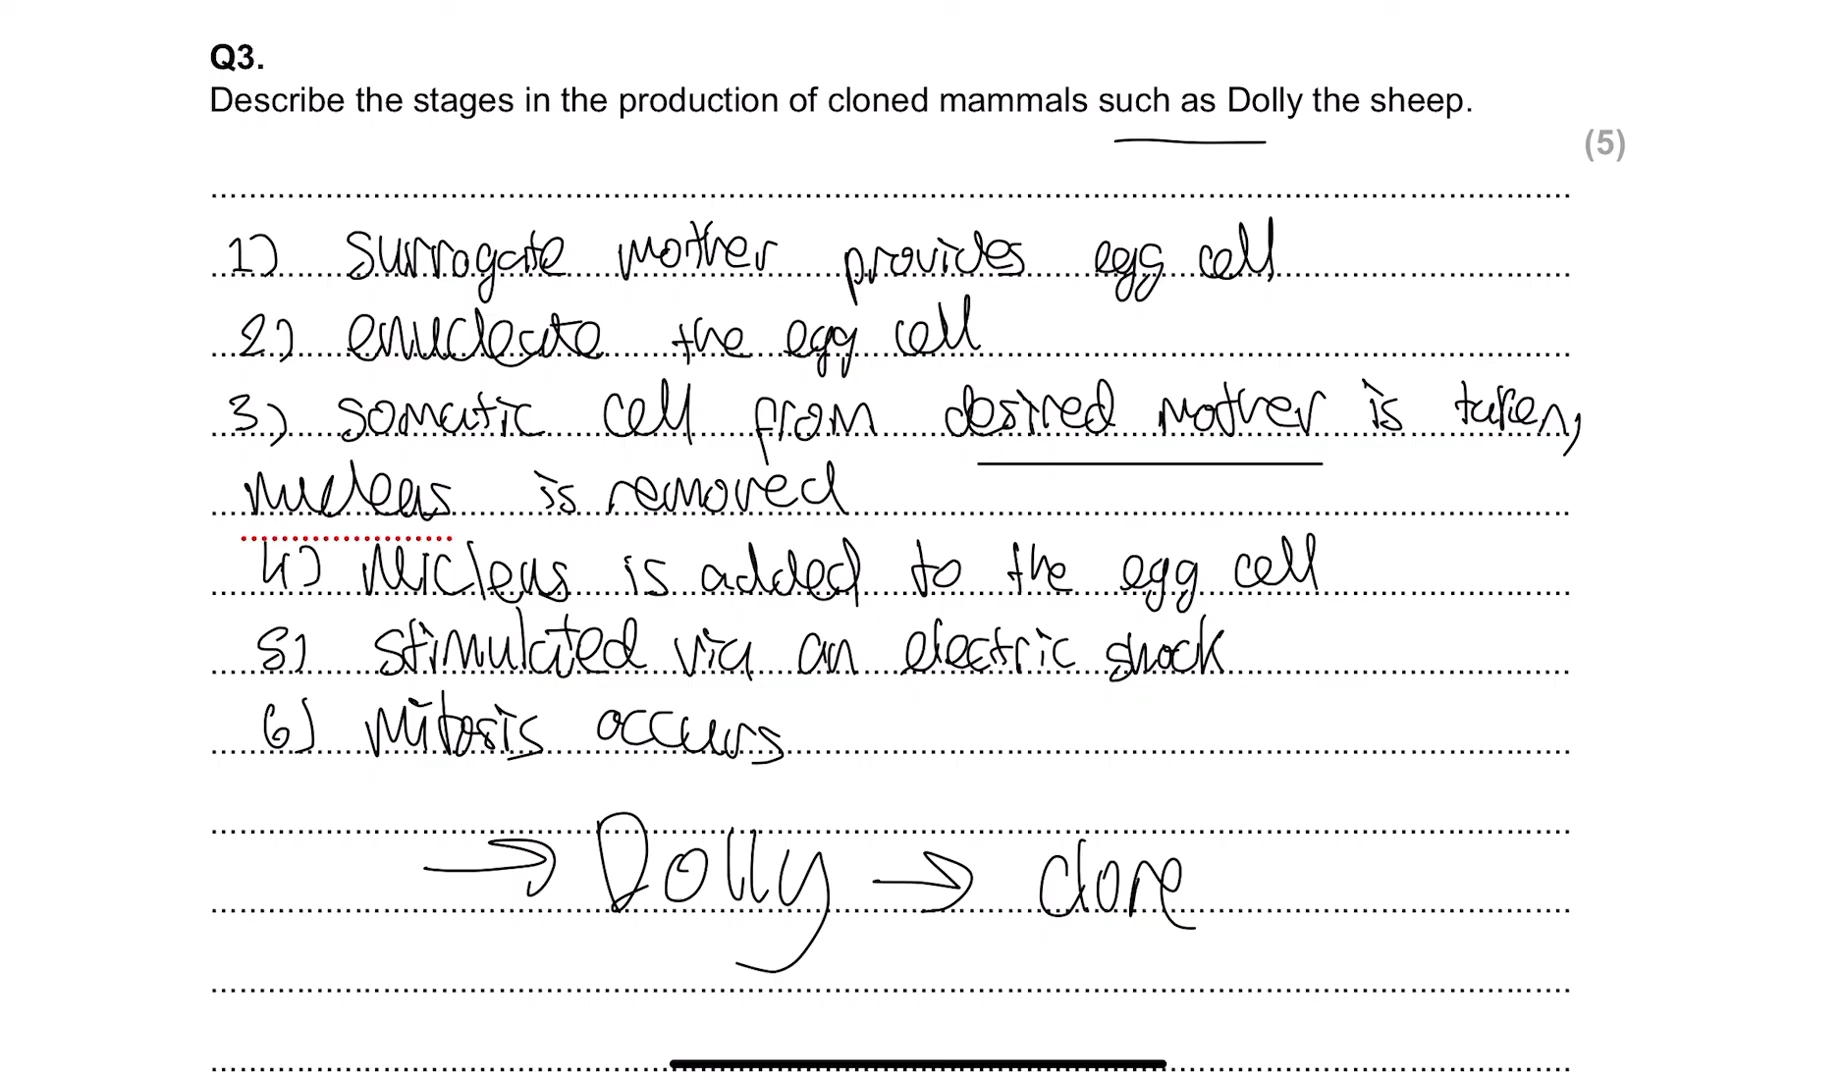 Q3.
Describe the stages in the production of cloned mammals such as Dolly the sheep.
(5)
1) Surrogate mother provides egg cell
2) enucleate the egg cell
3) somatic cell from desired mother is taken,
nucleus is removed
4) Nucleus is added to the egg cell
5) stimulated via an electric shock
6) Mitosis occurs
→ Dolly → clone